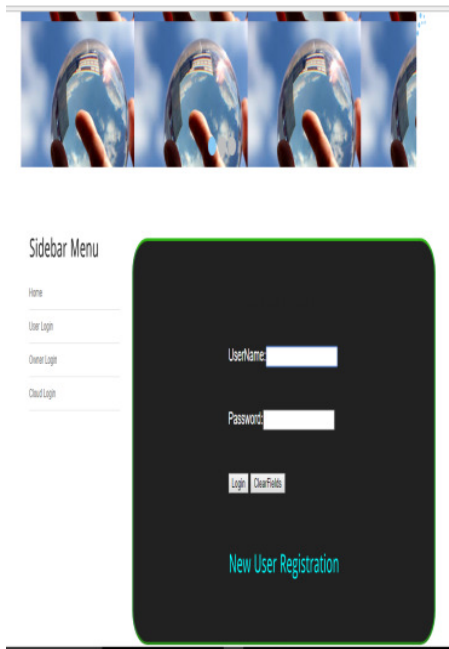 Sidebar Menu
Home
User Login
Owner Login
Cloud Login
UserName:
Password:
Login ClearFields
New User Registration